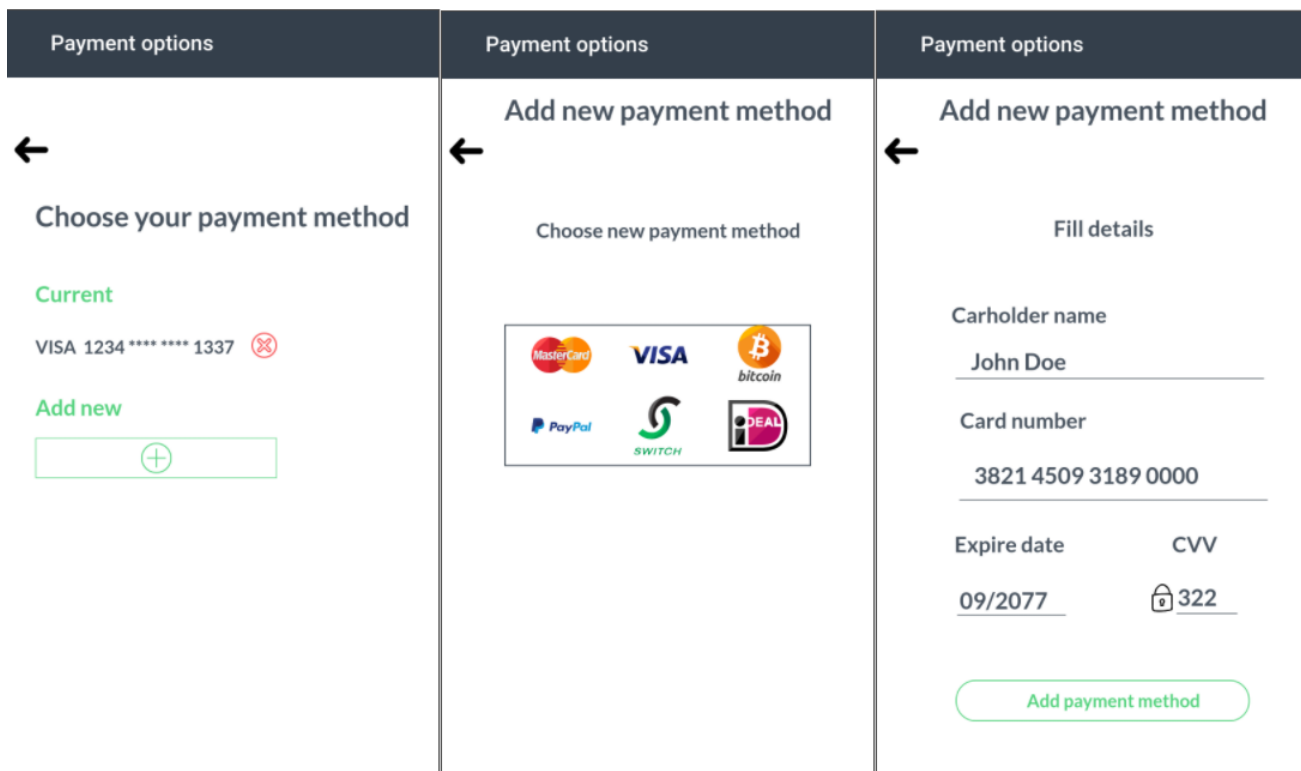 Payment options
Choose your payment method
Current
VISA 1234 **** **** 1337
Add new
Payment options
Add new payment method
Choose new payment method
MasterCard VISA bitcoin
PayPal SWITCH iDEAL
Payment options
Add new payment method
Fill details
Carholder name
John Doe
Card number
3821 4509 3189 0000
Expire date CVV
09/2077 322
Add payment method